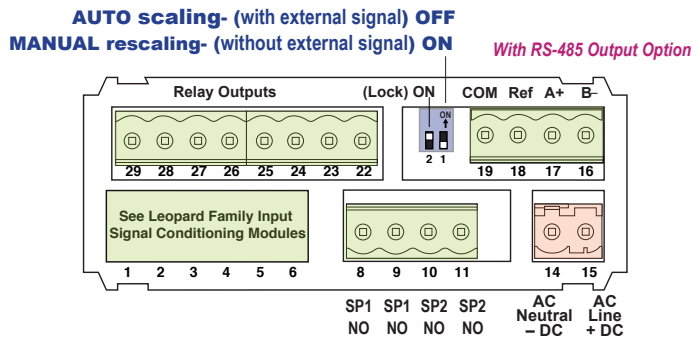 AUTO scaling- (with external signal) OFF
MANUAL rescaling- (without external signal) ON
With RS-485 Output Option
Relay Outputs
(Lock) ON
COM Ref A+ B–
ON
2 1
29 28 27 26 25 24 23 22
19 18 17 16
See Leopard Family Input
Signal Conditioning Modules
1 2 3 4 5 6
8 9 10 11
14 15
SP1 SP1 SP2 SP2
NO NO NO NO
AC
Neutral
– DC
AC
Line
+ DC